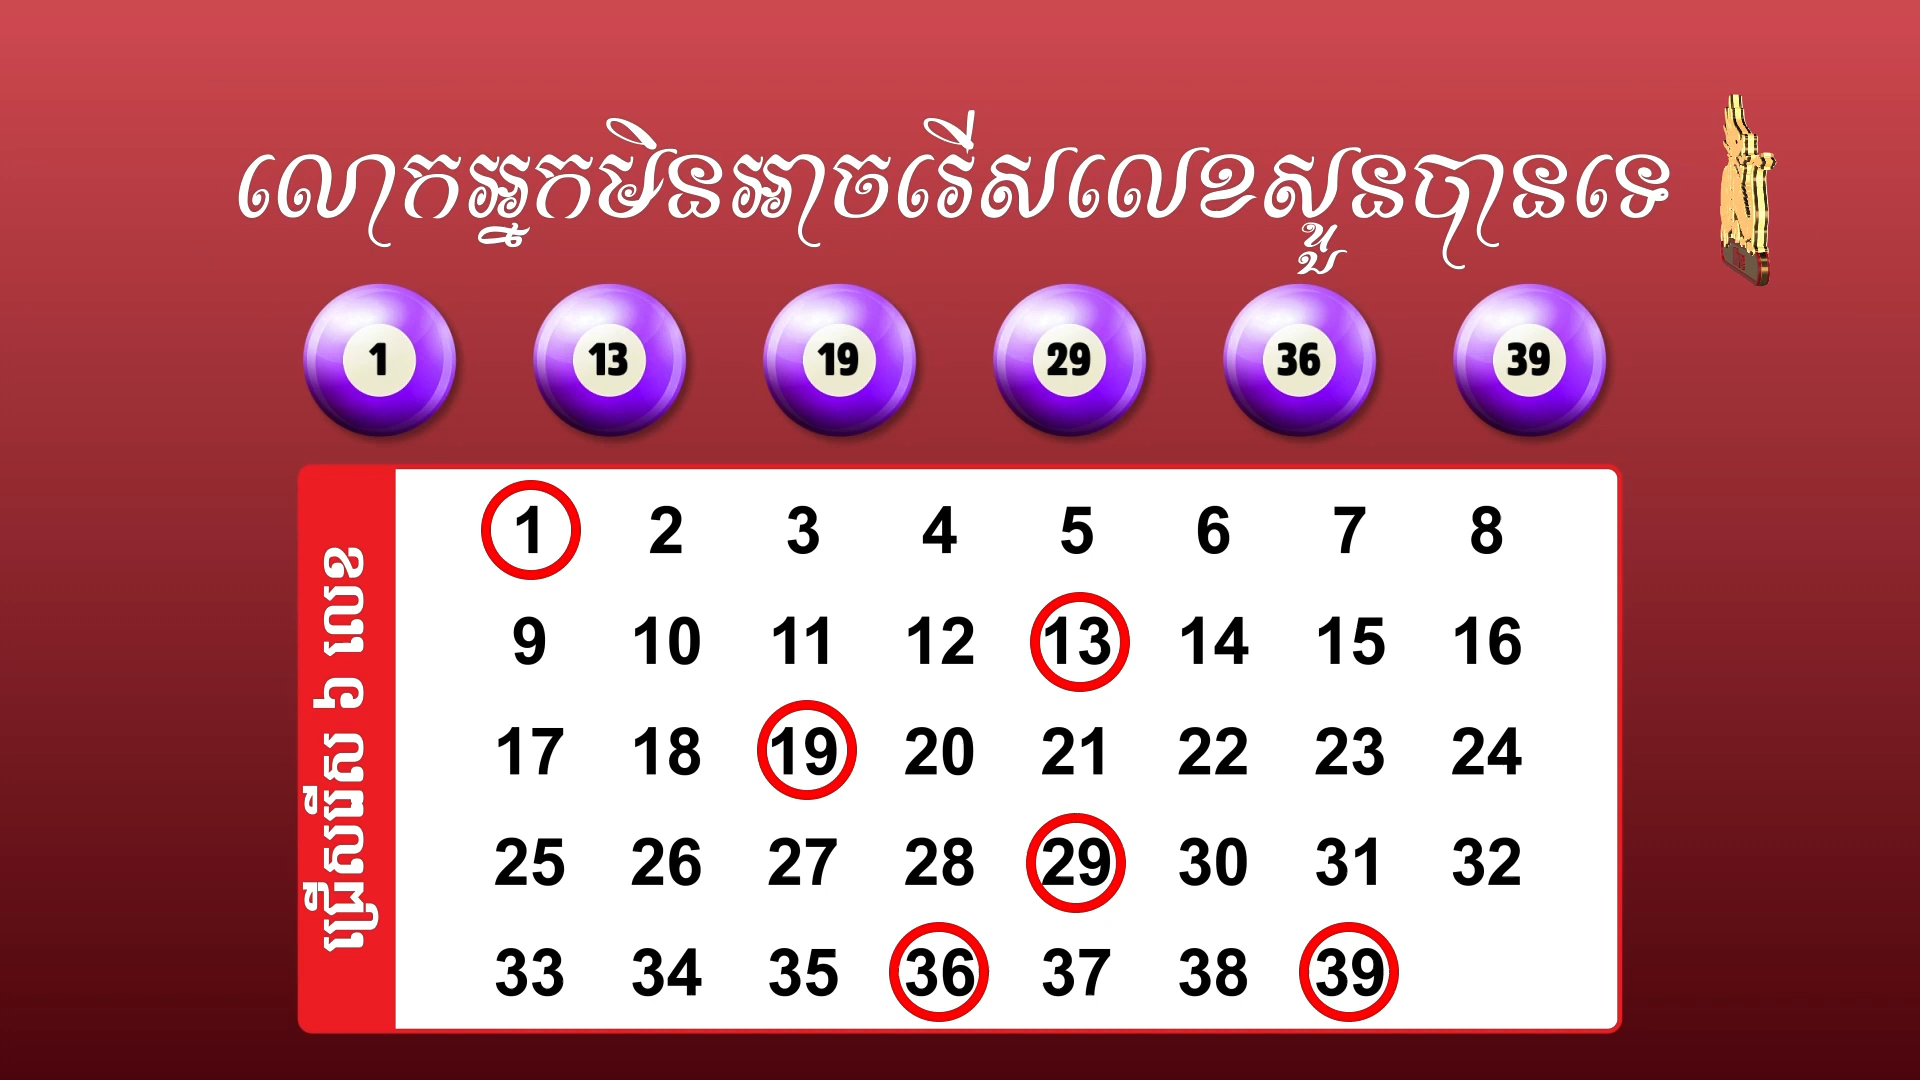 លោកអ្នកមិនអាចរើសលេខសូនបានទេ
1 13 19 29 36 39
ជ្រើសរើស ៦ លេខ
1 2 3 4 5 6 7 8
9 10 11 12 13 14 15 16
17 18 19 20 21 22 23 24
25 26 27 28 29 30 31 32
33 34 35 36 37 38 39